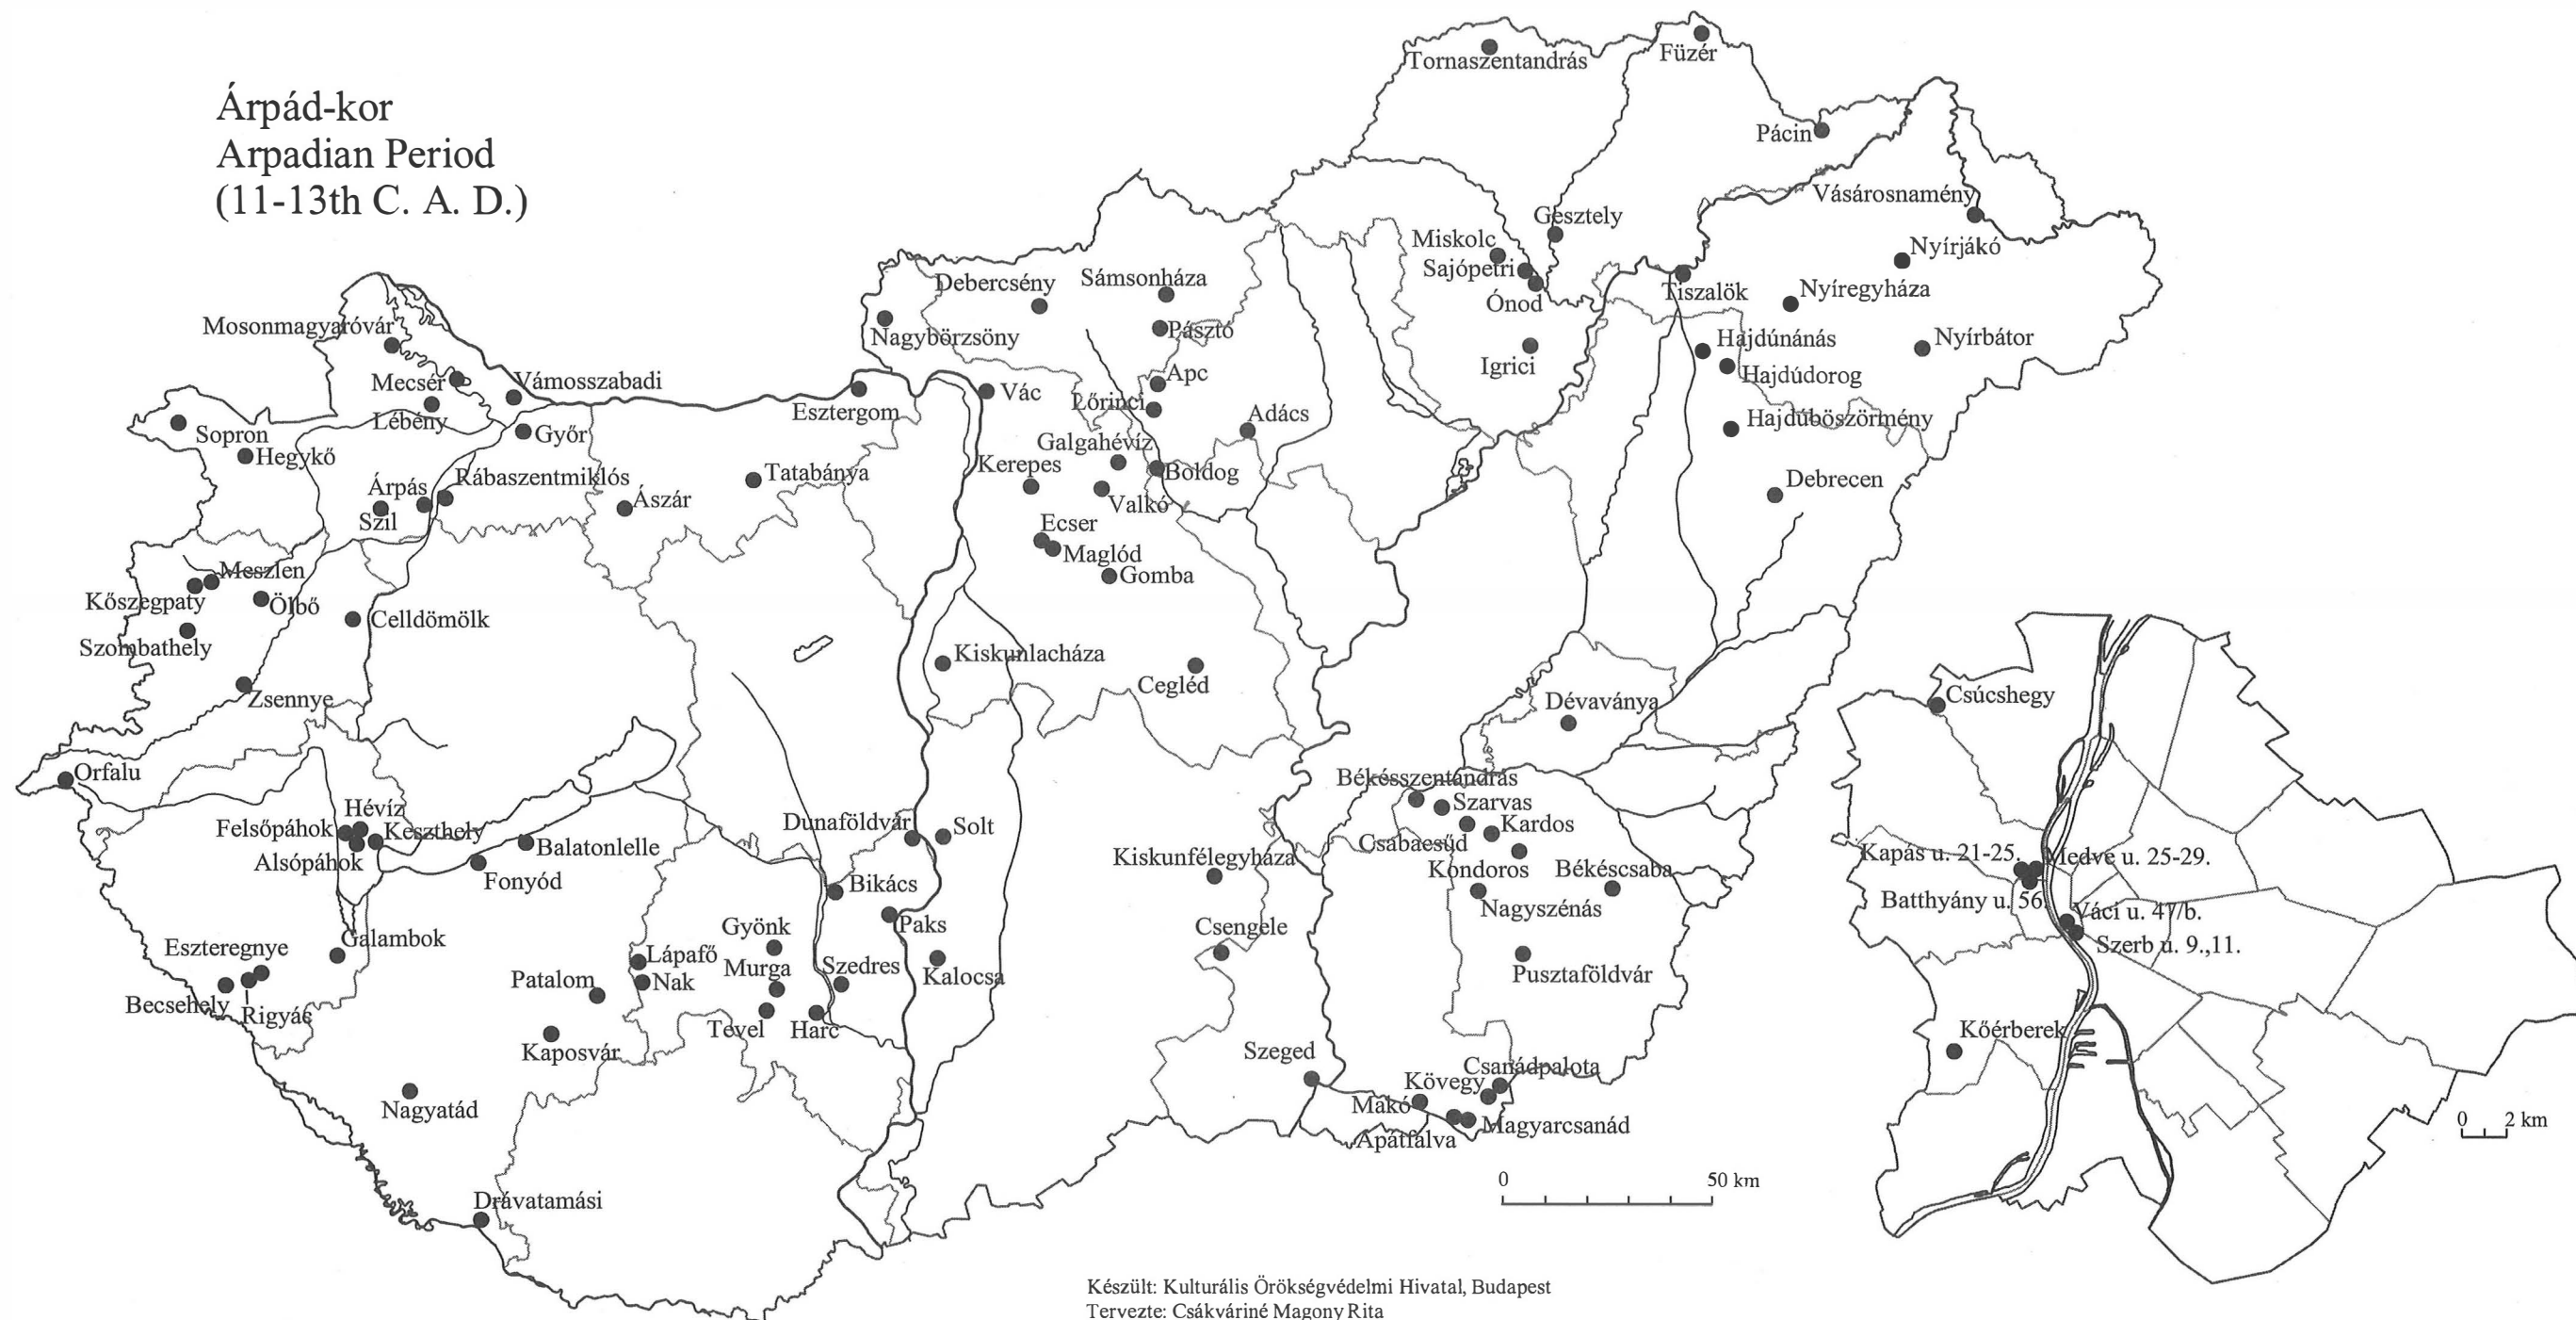 Árpád-kor
Arpadian Period
(11-13th C. A. D.)
Tornaszentandrás
Füzér
Pácin
Vásárosnamény
Gesztely
Miskolc
Sajópetri
Ónod
Nyírjákó
Tiszalök
Nyíregyháza
Igrici
Hajdúnánás
Nyírbátor
Hajdúdorog
Hajdúböszörmény
Debrecen
Debercsény
Sámsonháza
Nagybörzsöny
Pásztó
Vác
Apc
Lőrinci
Adács
Galgahévíz
Kerepes
Boldog
Valkó
Ecser
Maglód
Gomba
Mosonmagyaróvár
Mecsér
Vámosszabadi
Lébény
Esztergom
Sopron
Győr
Hegykő
Rábaszentmiklós
Árpás
Szil
Ászár
Tatabánya
Meszlen
Kőszegpaty
Ölbő
Celldömölk
Szombathely
Zsennye
Kiskunlacháza
Cegléd
Dévaványa
Orfalu
Hévíz
Felsőpáhok
Keszthely
Alsópáhok
Balatonlelle
Fonyód
Dunaföldvár
Solt
Bikács
Paks
Békésszentandrás
Szarvas
Kardos
Csabacsűd
Kondoros
Békéscsaba
Nagyszénás
Kiskunfélegyháza
Csengele
Pusztaföldvár
Eszteregnye
Galambok
Becsehely
Rigyác
Patalom
Lápafő
Nak
Gyönk
Murga
Szedres
Kalocsa
Tevel
Harc
Kaposvár
Nagyatád
Drávatamási
Szeged
Csanádpalota
Kövegy
Makó
Magyarcsanád
Apátfalva
0 50 km
Csúcshegy
Kapás u. 21-25.
Medve u. 25-29.
Batthyány u. 56.
Váci u. 47/b.
Szerb u. 9.,11.
Kőérberek
0 2 km
Készült: Kulturális Örökségvédelmi Hivatal, Budapest
Tervezte: Csákváriné Magony Rita